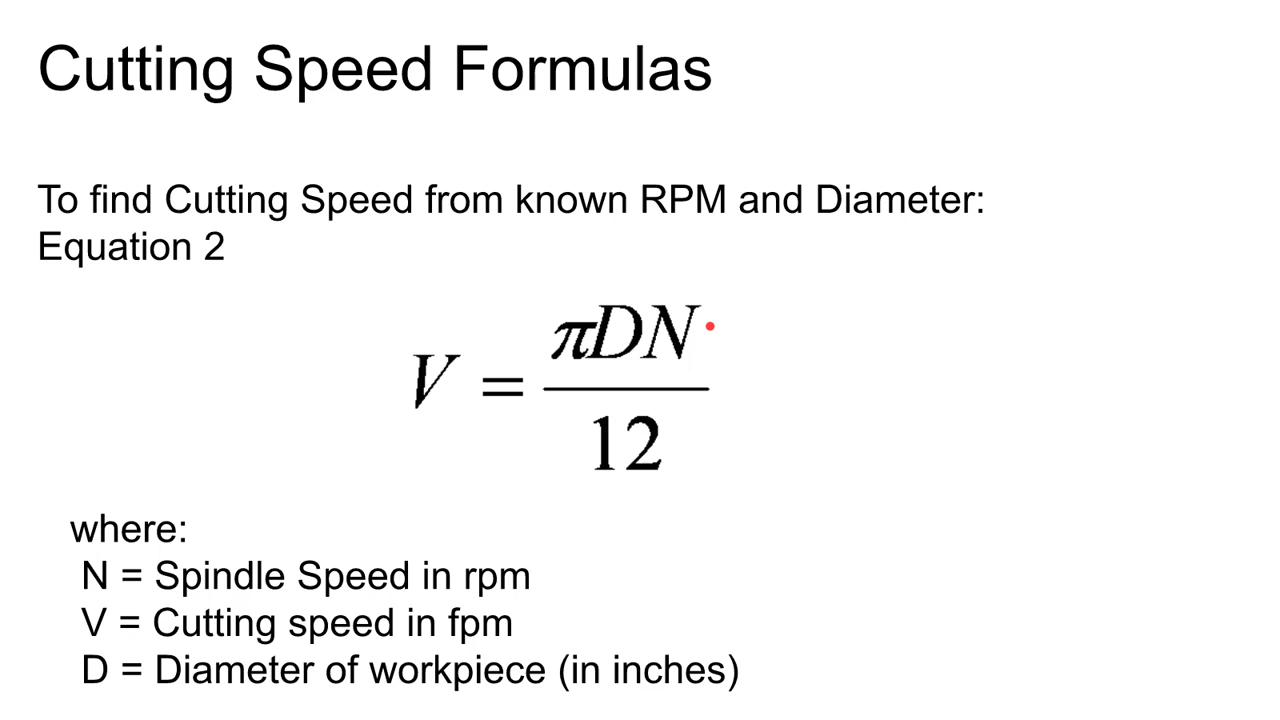 Cutting Speed Formulas
To find Cutting Speed from known RPM and Diameter:
Equation 2
V = πDN
12
where:
N = Spindle Speed in rpm
V = Cutting speed in fpm
D = Diameter of workpiece (in inches)